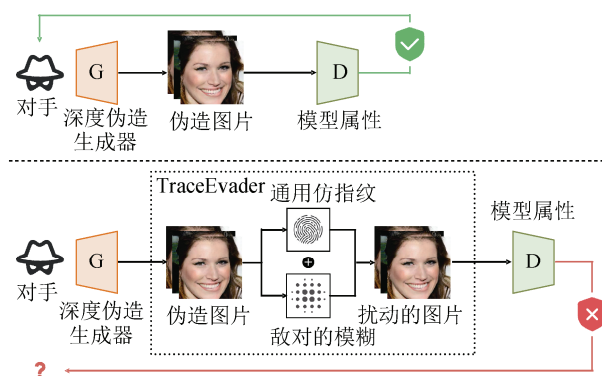 G
D
对手
深度伪造
生成器
伪造图片
模型属性
TraceEvader
通用仿指纹
模型属性
G
D
对手
深度伪造
生成器
伪造图片
敌对的模糊
扰动的图片
?